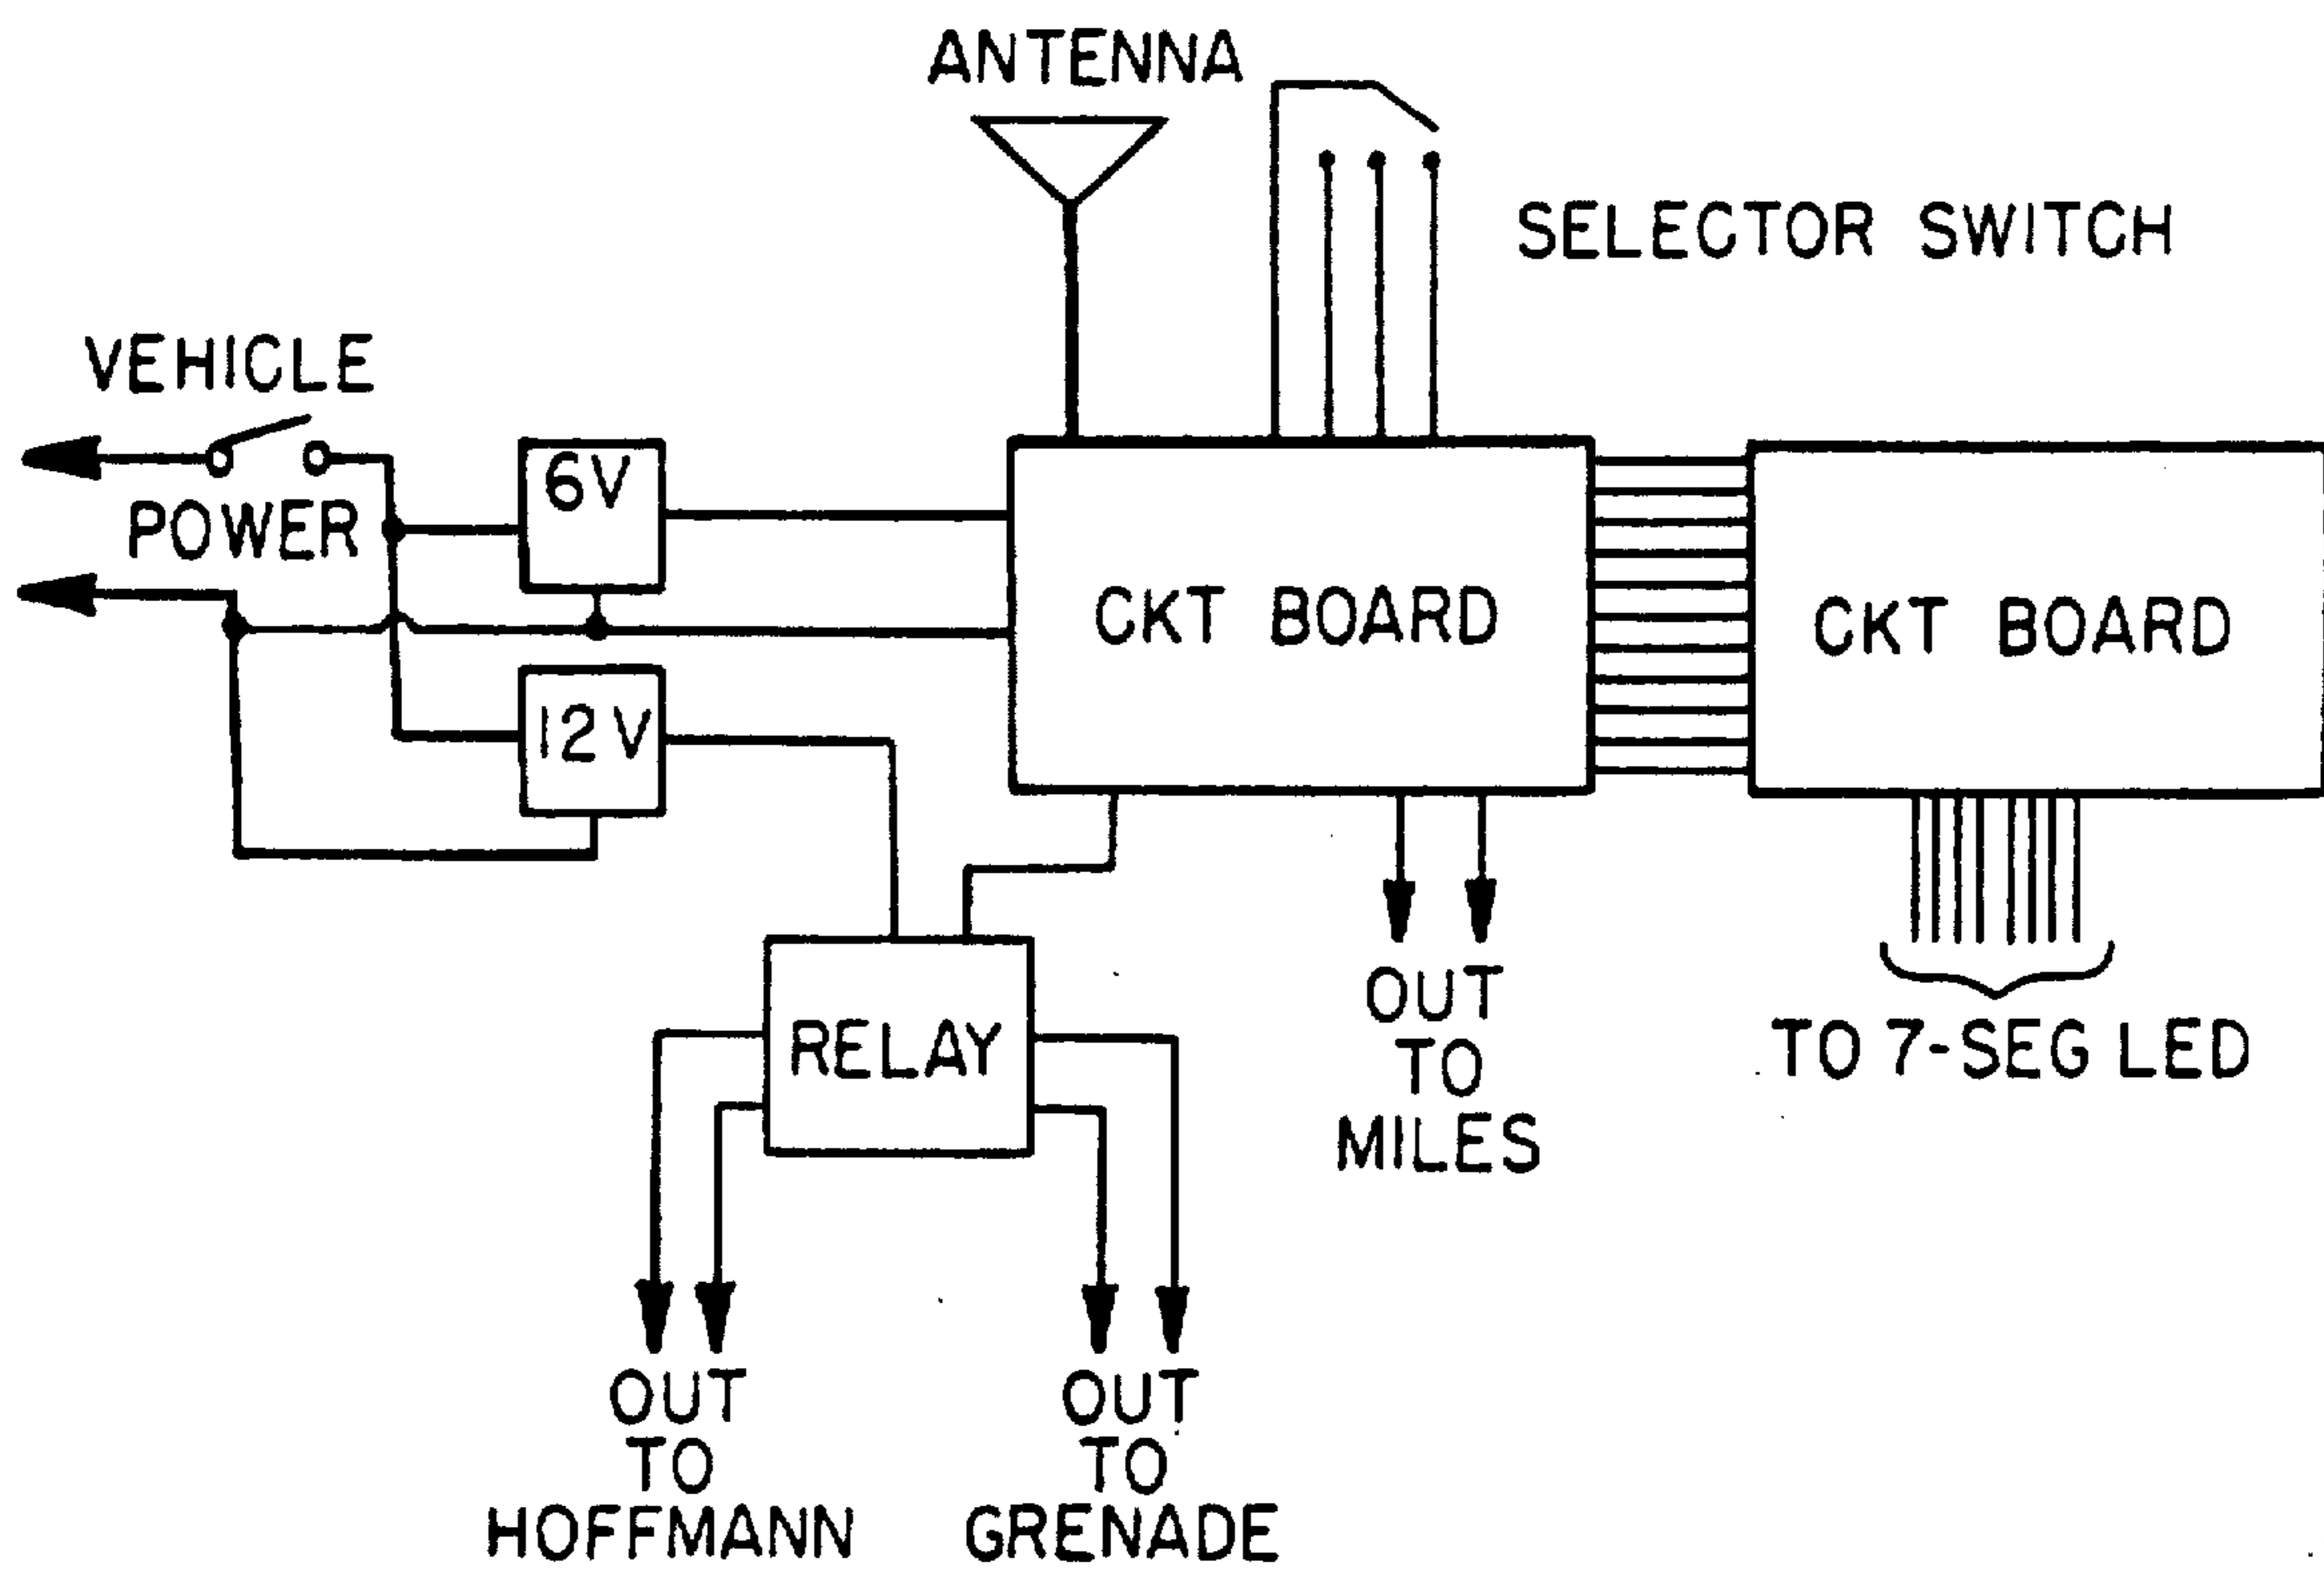 ANTENNA
SELECTOR SWITCH
VEHICLE
POWER
6V
12V
CKT BOARD
CKT BOARD
RELAY
OUT
TO
MILES
TO 7-SEG LED
OUT
TO
HOFFMANN
OUT
TO
GRENADE